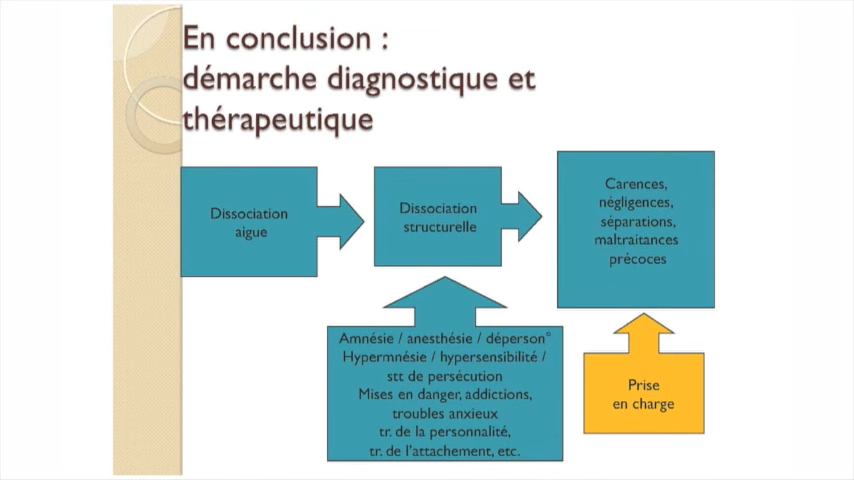 En conclusion :
démarche diagnostique et
thérapeutique
Dissociation
aigue
Dissociation
structurelle
Carences,
négligences,
séparations,
maltraitances
précoces
Amnésie / anesthésie / déperson°
Hypermnésie / hypersensibilité /
stt de persécution
Mises en danger, addictions,
troubles anxieux
tr. de la personnalité,
tr. de l'attachement, etc.
Prise
en charge